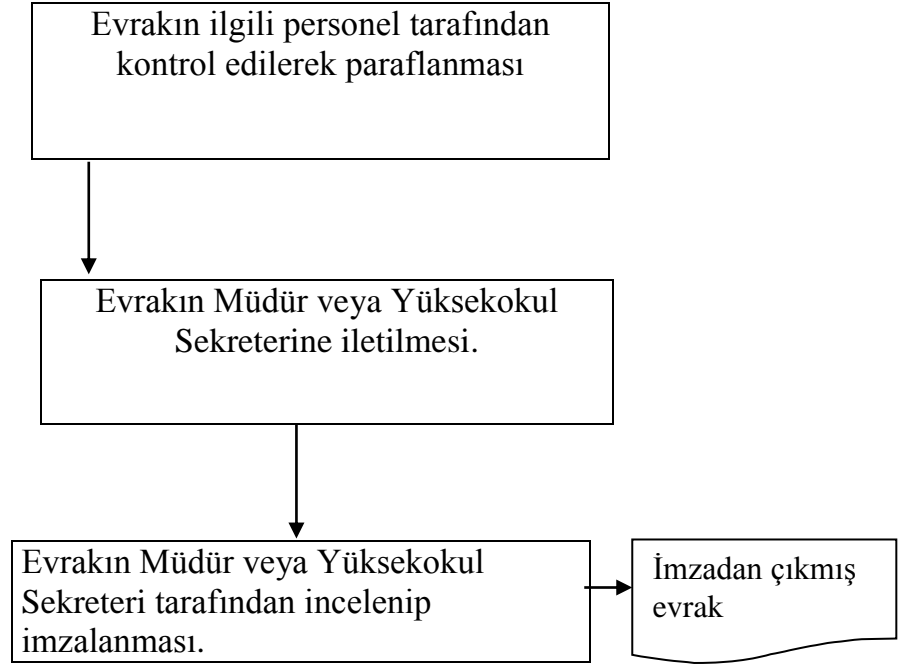 Evrakın ilgili personel tarafından
kontrol edilerek paraflanması
Evrakın Müdür veya Yüksekokul
Sekreterine iletilmesi.
Evrakın Müdür veya Yüksekokul
Sekreteri tarafından incelenip
imzalanması.
İmzadan çıkmış
evrak